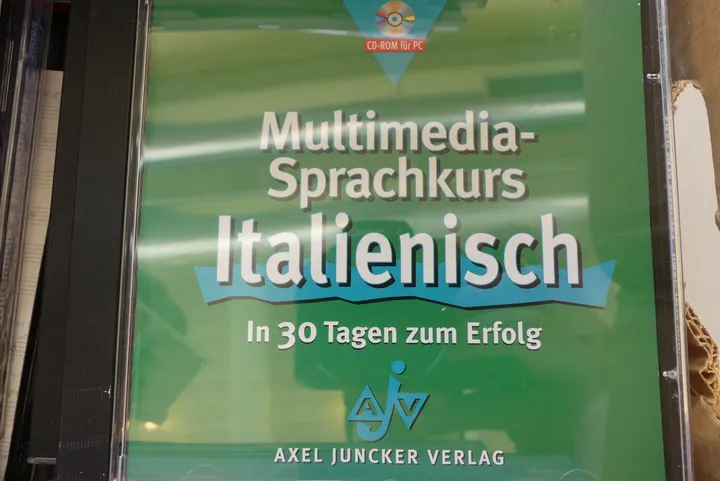 CD-ROM für PC
Multimedia-
Sprachkurs
Italienisch
In 30 Tagen zum Erfolg
AJV
AXEL JUNCKER VERLAG